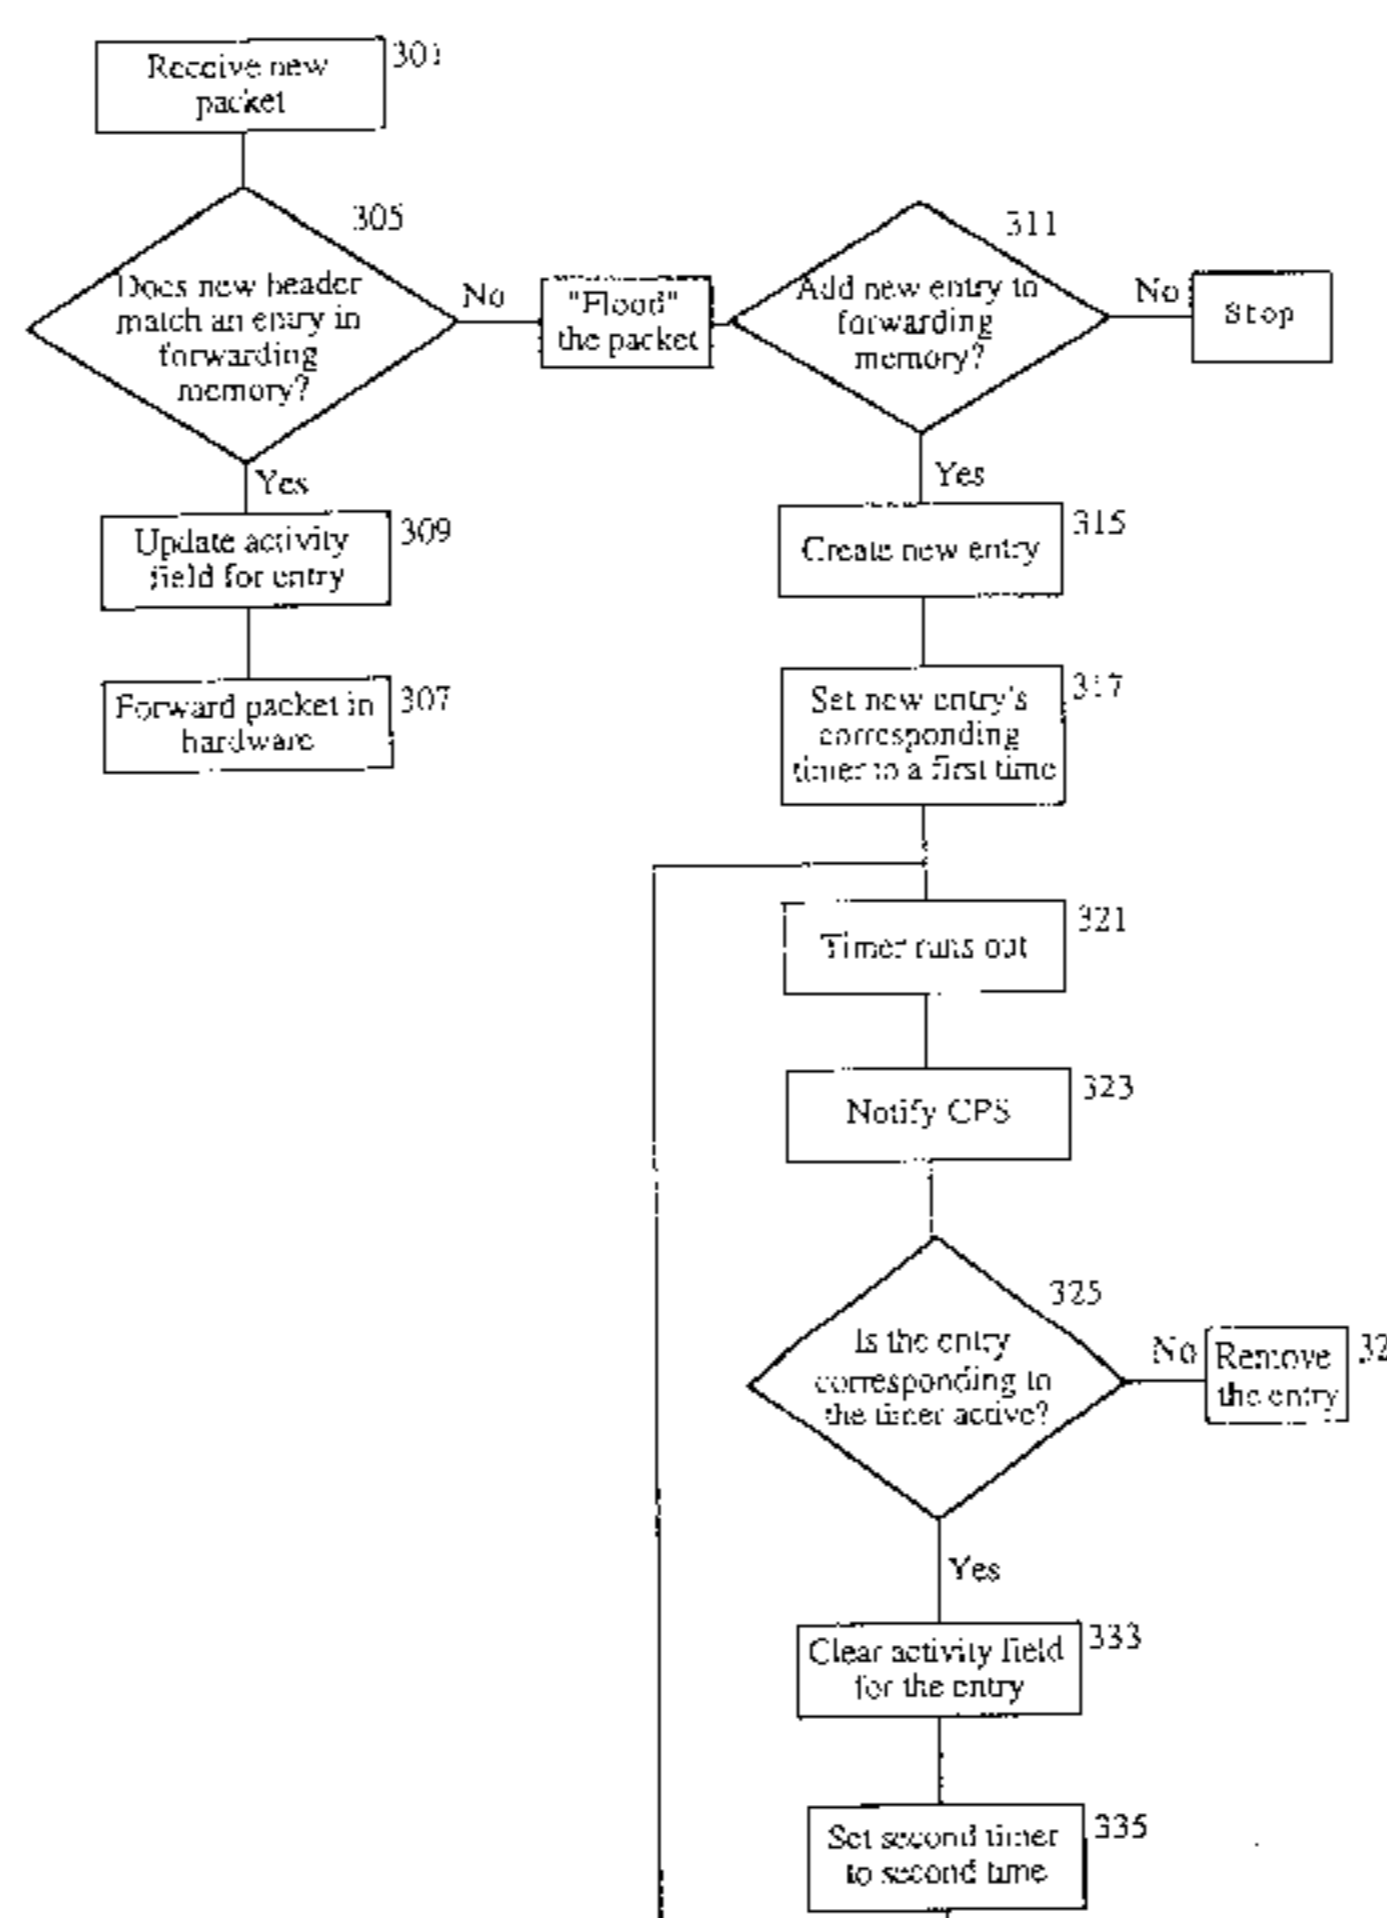 Receive new
packet
301
305
Does new header
match an entry in
forwarding
memory?
No
"Flood"
the packet
311
Add new entry to
forwarding
memory?
No
Stop
Yes
Update activity
field for entry
309
Forward packet in
hardware
307
Yes
Create new entry
315
Set new entry's
corresponding
timer to a first time
317
Timer runs out
321
Notify CPS
323
325
Is the entry
corresponding to
the timer active?
No
Remove
the entry
32
Yes
Clear activity field
for the entry
333
Set second timer
to second time
335